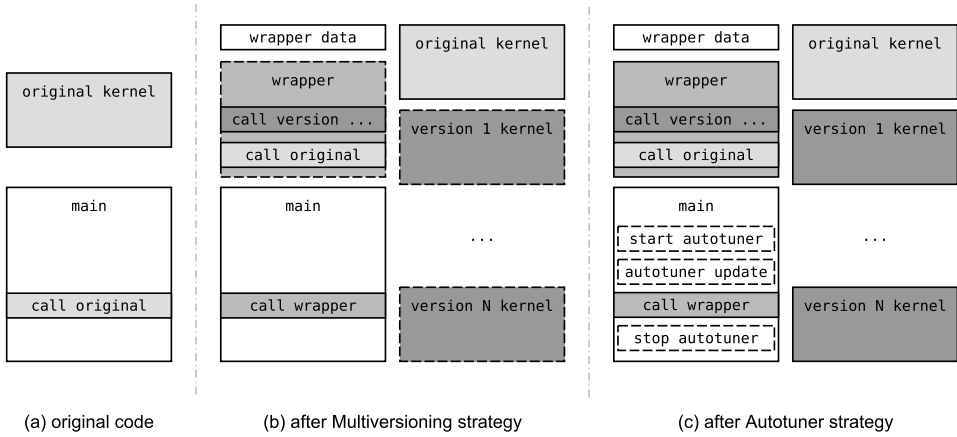 original kernel
main
call original
(a) original code
wrapper data
wrapper
call version ...
call original
main
call wrapper
original kernel
version 1 kernel
...
version N kernel
(b) after Multiversioning strategy
wrapper data
wrapper
call version ...
call original
main
start autotuner
autotuner update
call wrapper
stop autotuner
original kernel
version 1 kernel
...
version N kernel
(c) after Autotuner strategy